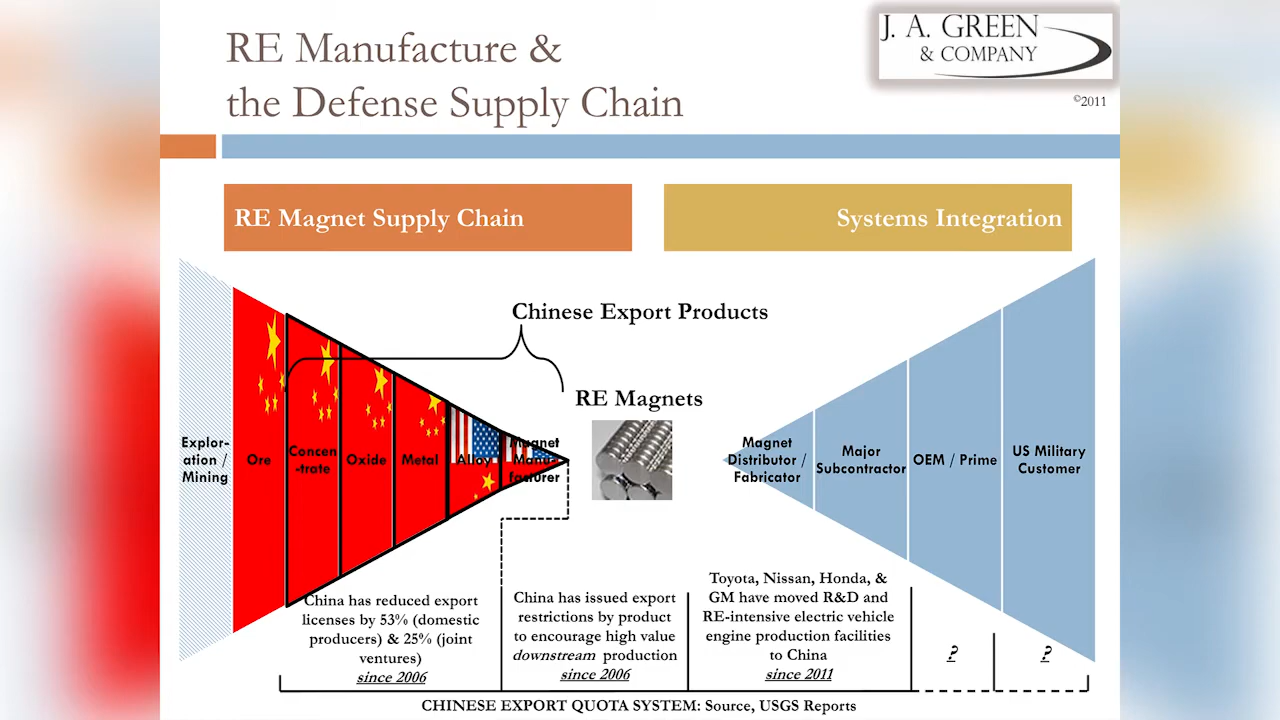 RE Manufacture &
the Defense Supply Chain
J. A. GREEN
& COMPANY
©2011
RE Magnet Supply Chain
Systems Integration
Chinese Export Products
RE Magnets
Explor-
ation /
Mining
Ore
Concen
-trate
Oxide
Metal
Alloy
Magnet
Manu-
facturer
Magnet
Distributor /
Fabricator
Major
Subcontractor
OEM / Prime
US Military
Customer
China has reduced export
licenses by 53% (domestic
producers) & 25% (joint
ventures)
since 2006
China has issued export
restrictions by product
to encourage high value
downstream production
since 2006
Toyota, Nissan, Honda, &
GM have moved R&D and
RE-intensive electric vehicle
engine production facilities
to China
since 2011
?
?
CHINESE EXPORT QUOTA SYSTEM: Source, USGS Reports